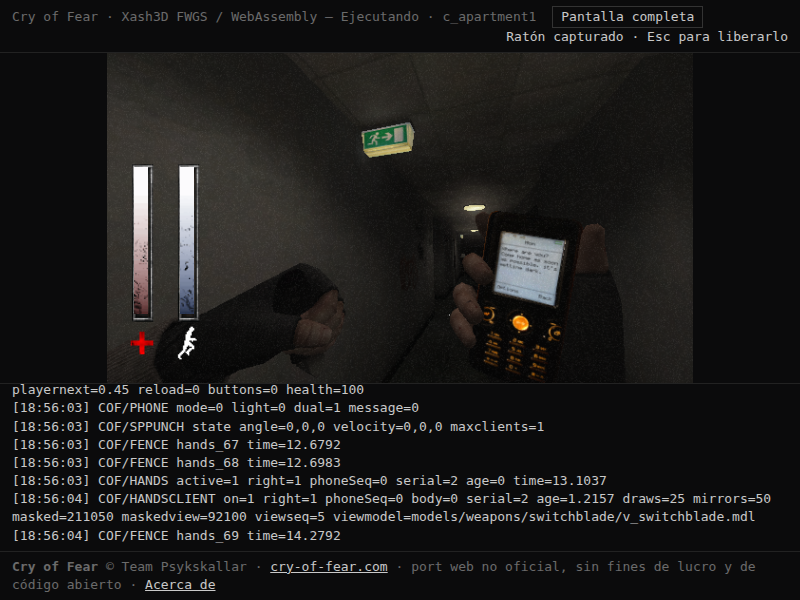 Cry of Fear · Xash3D FWGS / WebAssembly — Ejecutando · c_apartment1 Pantalla completa
Ratón capturado · Esc para liberarlo
playernext=0.45 reload=0 buttons=0 health=100
[18:56:03] COF/PHONE mode=0 light=0 dual=1 message=0
[18:56:03] COF/SPPUNCH state angle=0,0,0 velocity=0,0,0 maxclients=1
[18:56:03] COF/FENCE hands_67 time=12.6792
[18:56:03] COF/FENCE hands_68 time=12.6983
[18:56:03] COF/HANDS active=1 right=1 phoneSeq=0 serial=2 age=0 time=13.1037
[18:56:04] COF/HANDSCLIENT on=1 right=1 phoneSeq=0 body=0 serial=2 age=1.2157 draws=25 mirrors=50
masked=211050 maskedview=92100 viewseq=5 viewmodel=models/weapons/switchblade/v_switchblade.mdl
[18:56:04] COF/FENCE hands_69 time=14.2792
Cry of Fear © Team Psykskallar · cry-of-fear.com · port web no oficial, sin fines de lucro y de
código abierto · Acerca de